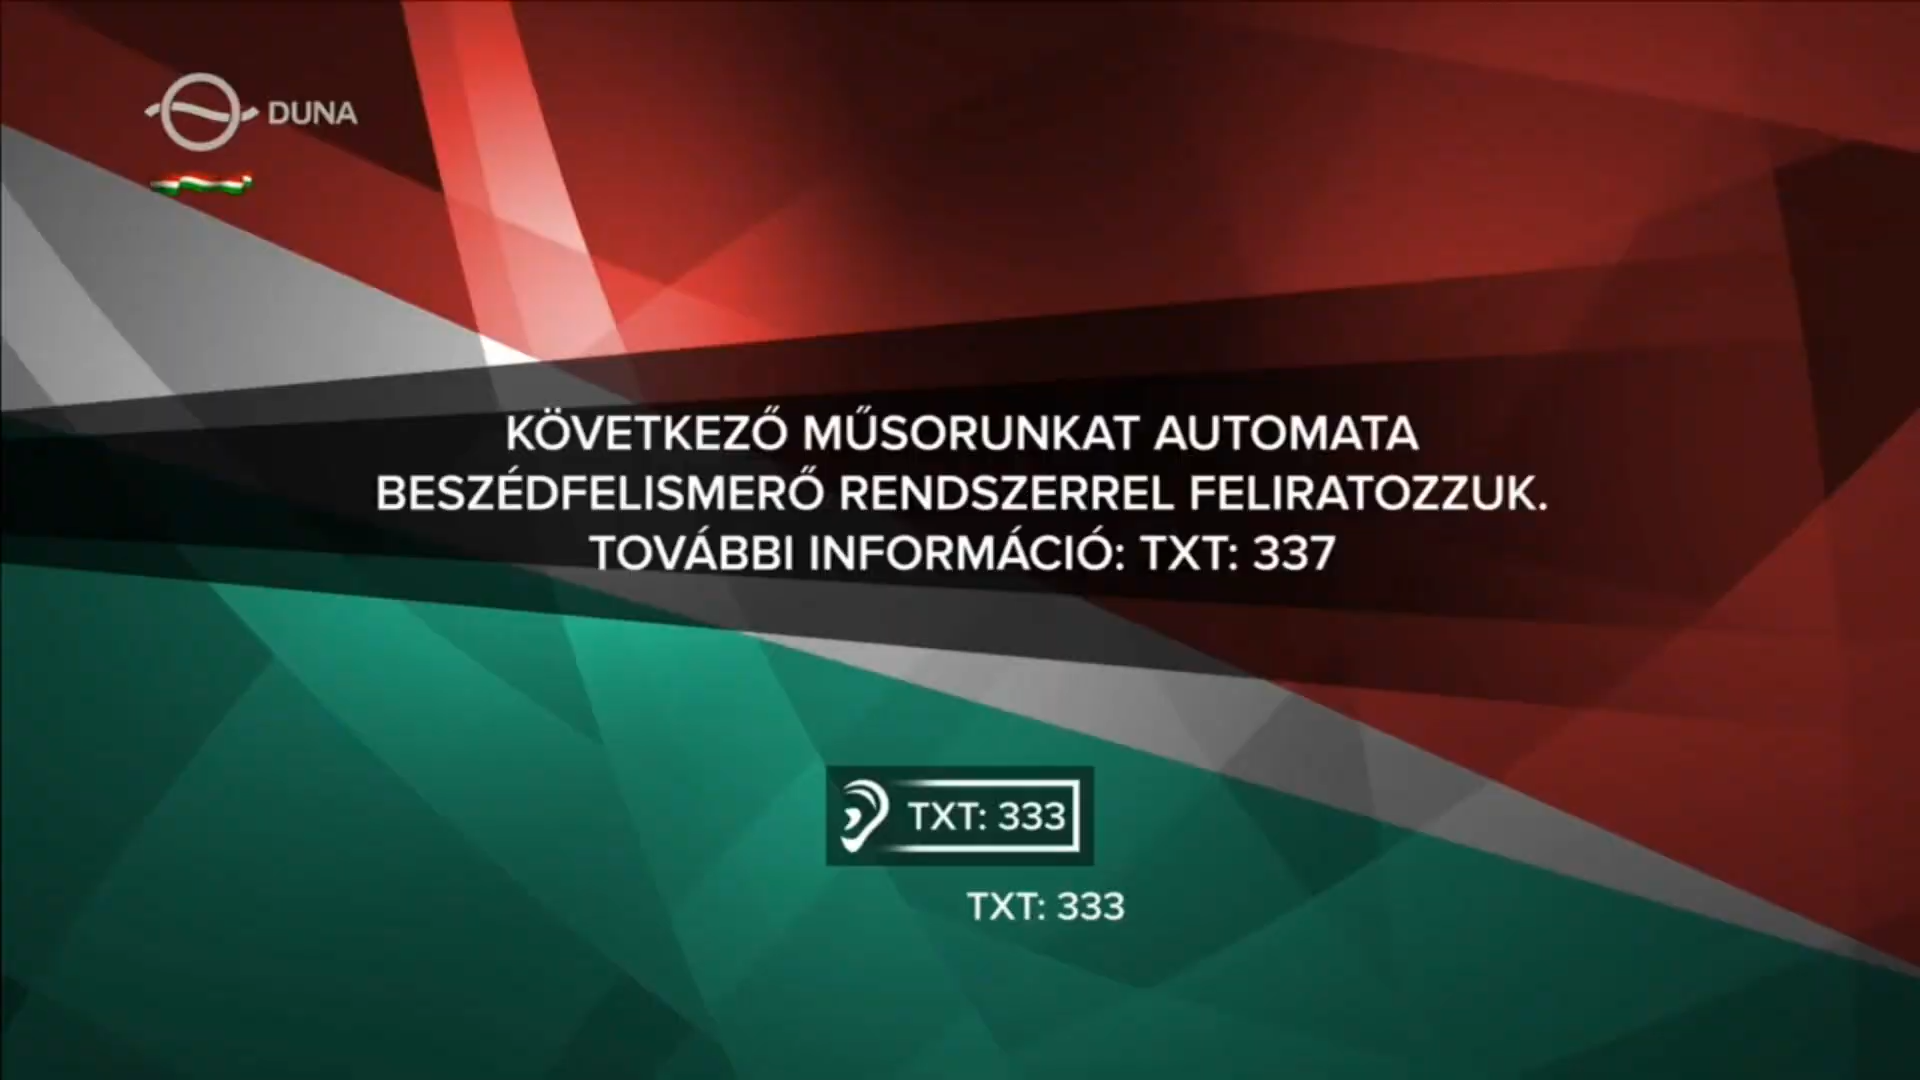 DUNA
KÖVETKEZŐ MŰSORUNKAT AUTOMATA
BESZÉDFELISMERŐ RENDSZERREL FELIRATOZZUK.
TOVÁBBI INFORMÁCIÓ: TXT: 337
TXT: 333
TXT: 333